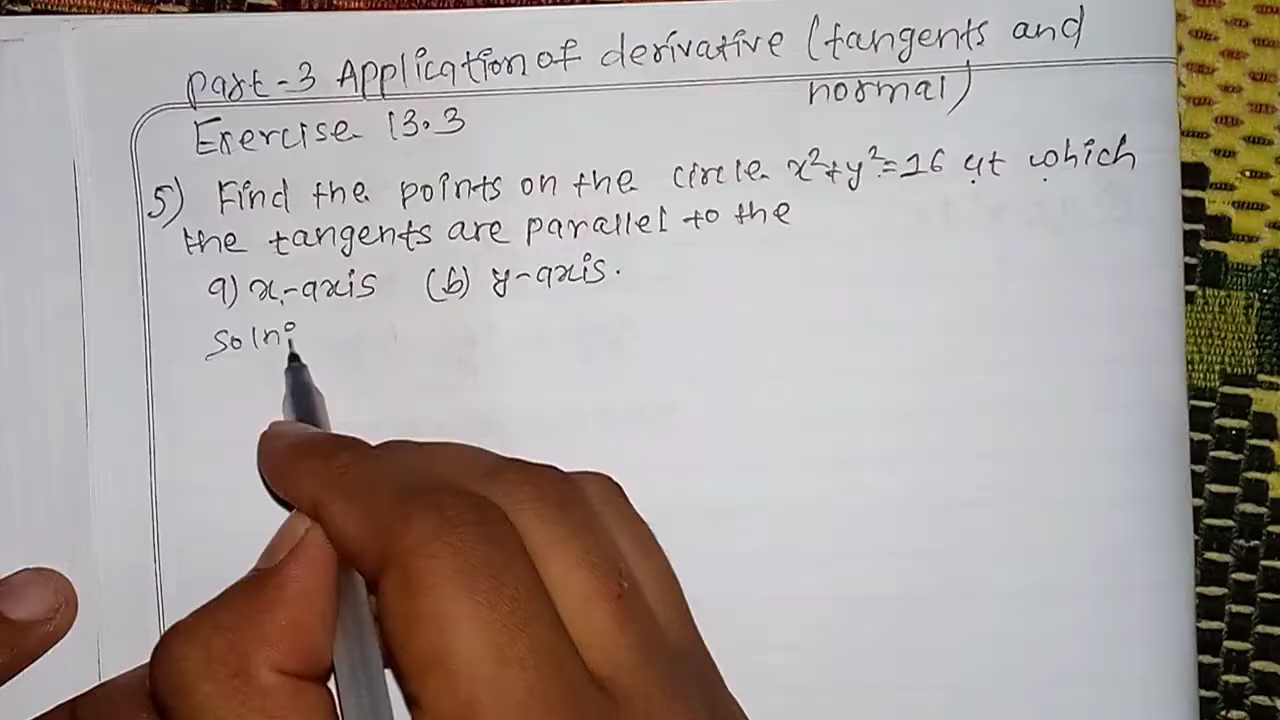 Part-3 Application of derivative (tangents and
normal)
Exercise 13.3
5) Find the points on the circle x²+y²=16 at which
the tangents are parallel to the
a) x-axis (b) y-axis.
Soln: